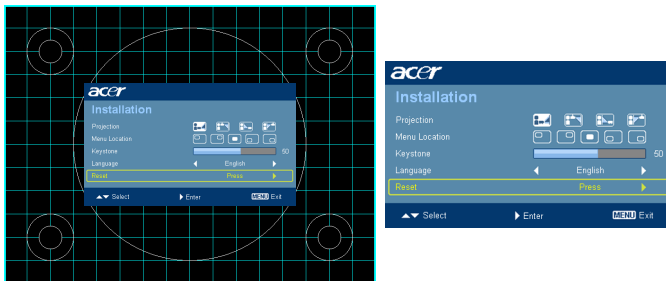 acer
Installation
Projection
Menu Location
Keystone 50
Language English
Reset Press
Select Enter MENU Exit
acer
Installation
Projection
Menu Location
Keystone 50
Language English
Reset Press
Select Enter MENU Exit